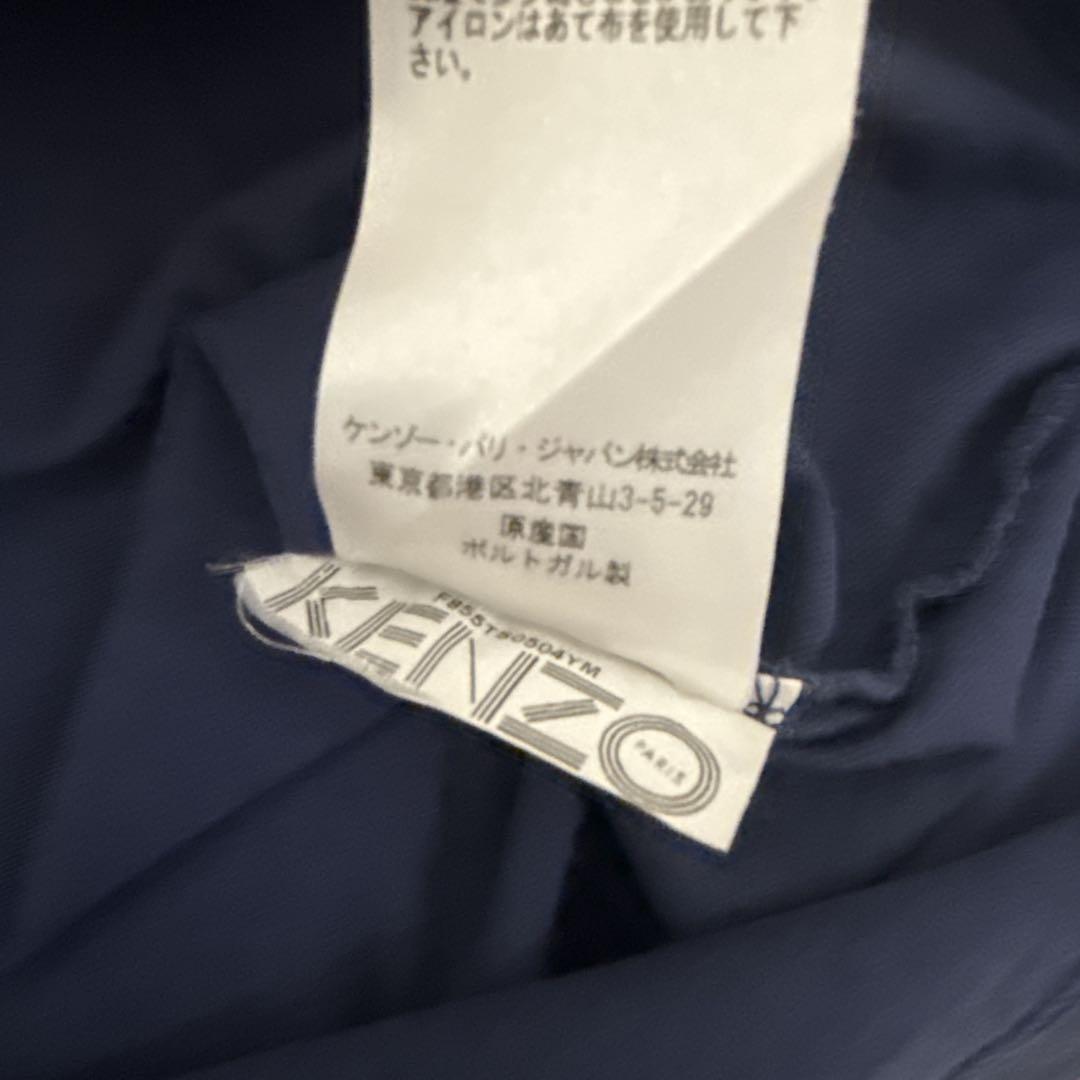 アイロンはあて布を使用して下
さい。
ケンゾー・パリ・ジャパン株式会社
東京都港区北青山3-5-29
原産国
ポルトガル製
F855TS0504YM
KENZO
PARIS